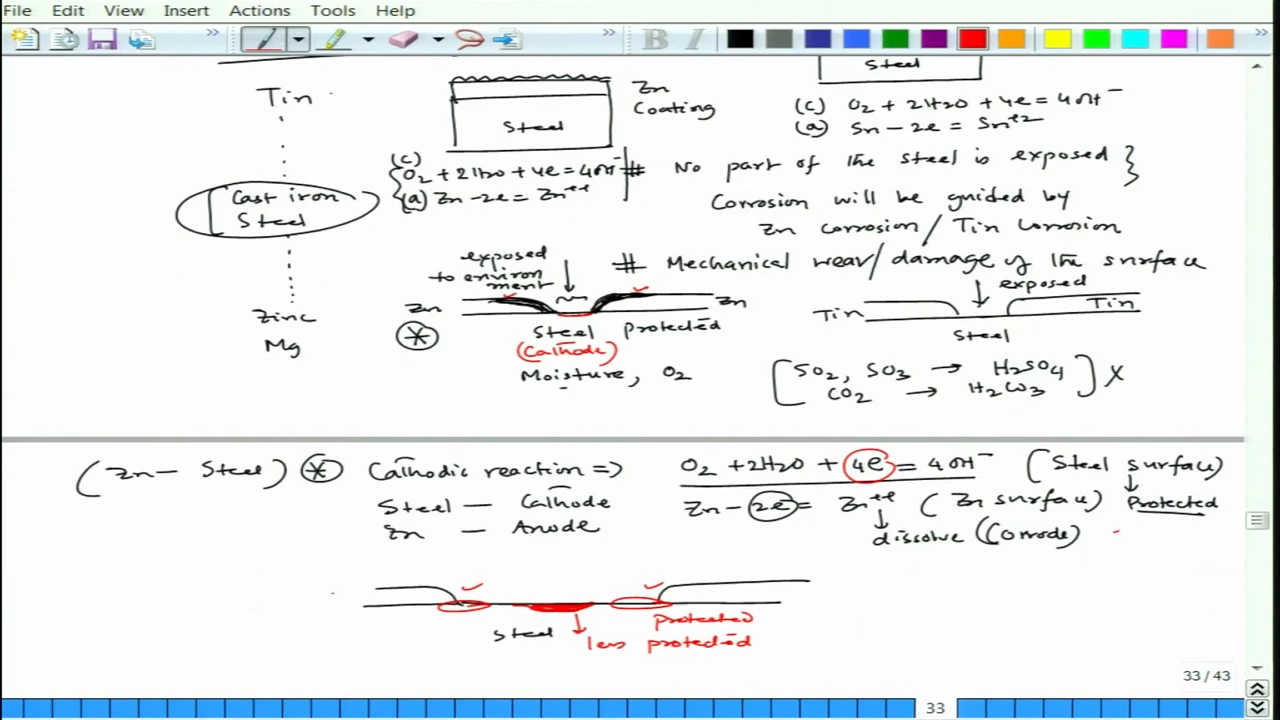 File Edit View Insert Actions Tools Help
B I
Tin
Cast iron
Steel
Zinc
Mg
Zn
Coating
Steel
(c)
O2 + 2H2O + 4e = 4OH-
(a) Zn - 2e = Zn++
Steel
(c) O2 + 2H2O + 4e = 4OH-
(a) Sn - 2e = Sn+2
# No part of the steel is exposed }
Corrosion will be guided by
Zn corrosion / Tin Corrosion
# Mechanical wear/ damage of the surface
exposed
to environ
ment
Zn
Zn
Steel protected
(Cathode)
Moisture, O2
exposed
Tin
Tin
Steel
[ SO2, SO3 → H2SO4 ] X
CO2 → H2CO3
(Zn - Steel) * Cathodic reaction =) O2 + 2H2O + 4e = 4OH- (Steel surface)
Steel - Cathode
Zn - Anode
Zn - 2e = Zn++ (Zn surface) Protected
dissolve (Corrode)
Steel
protected
less protected
33 / 43
33